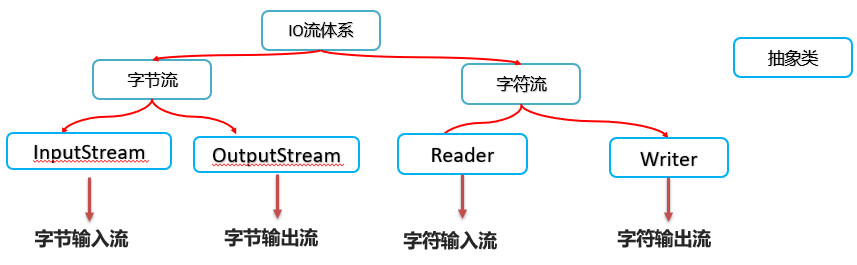 IO流体系
抽象类
字节流
字符流
InputStream
OutputStream
Reader
Writer
字节输入流
字节输出流
字符输入流
字符输出流